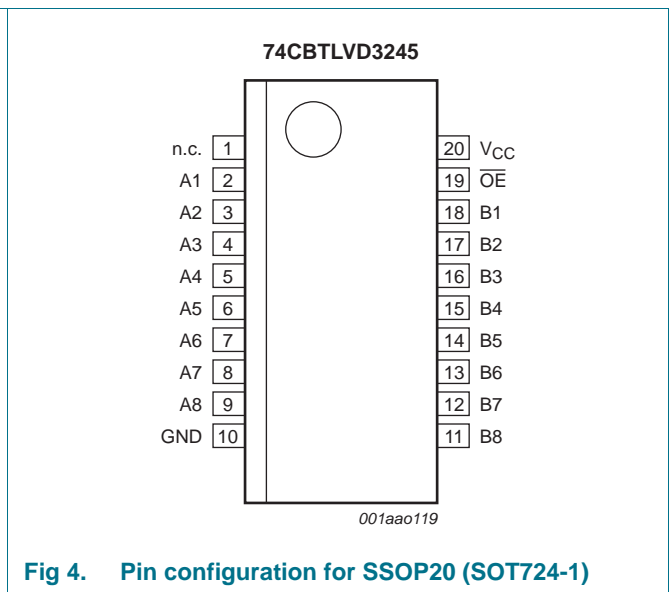 74CBTLVD3245
n.c. 1 20 VCC
A1 2 19 OE
A2 3 18 B1
A3 4 17 B2
A4 5 16 B3
A5 6 15 B4
A6 7 14 B5
A7 8 13 B6
A8 9 12 B7
GND 10 11 B8
001aao119
Fig 4. Pin configuration for SSOP20 (SOT724-1)